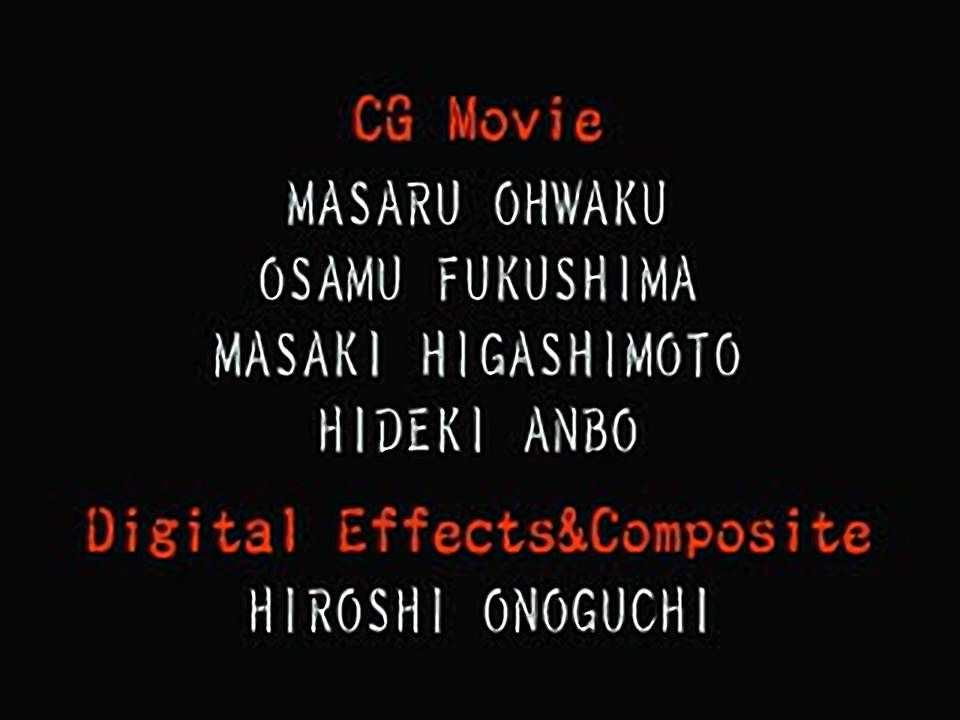 CG Movie
MASARU OHWAKU
OSAMU FUKUSHIMA
MASAKI HIGASHIMOTO
HIDEKI ANBO
Digital Effects&Composite
HIROSHI ONOGUCHI